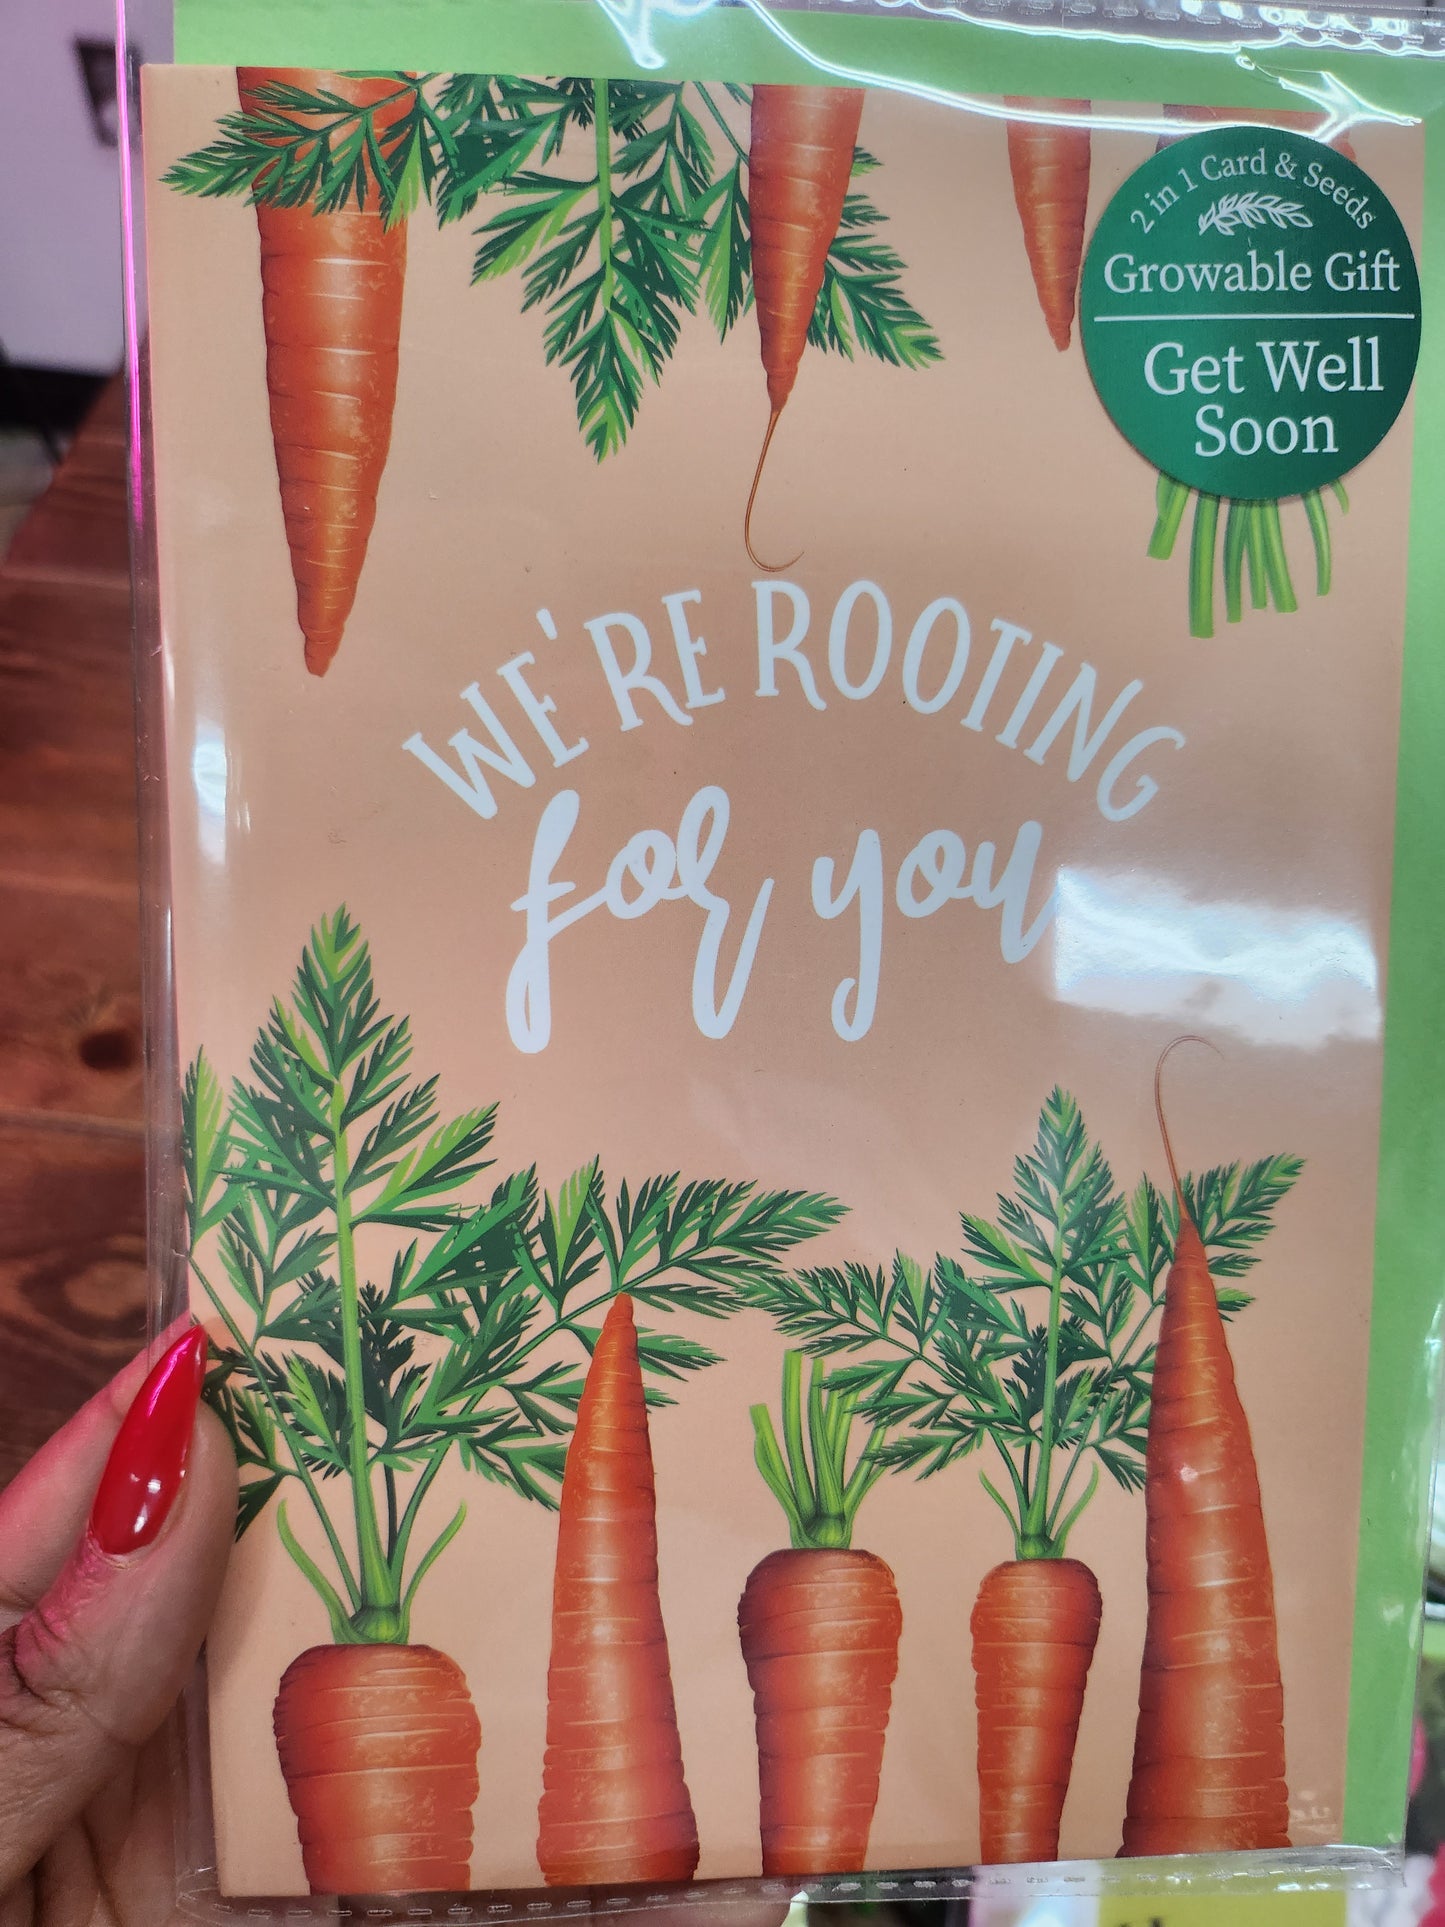 2 in 1 Card & Seeds
Growable Gift
Get Well
Soon
WE'RE ROOTING
for you